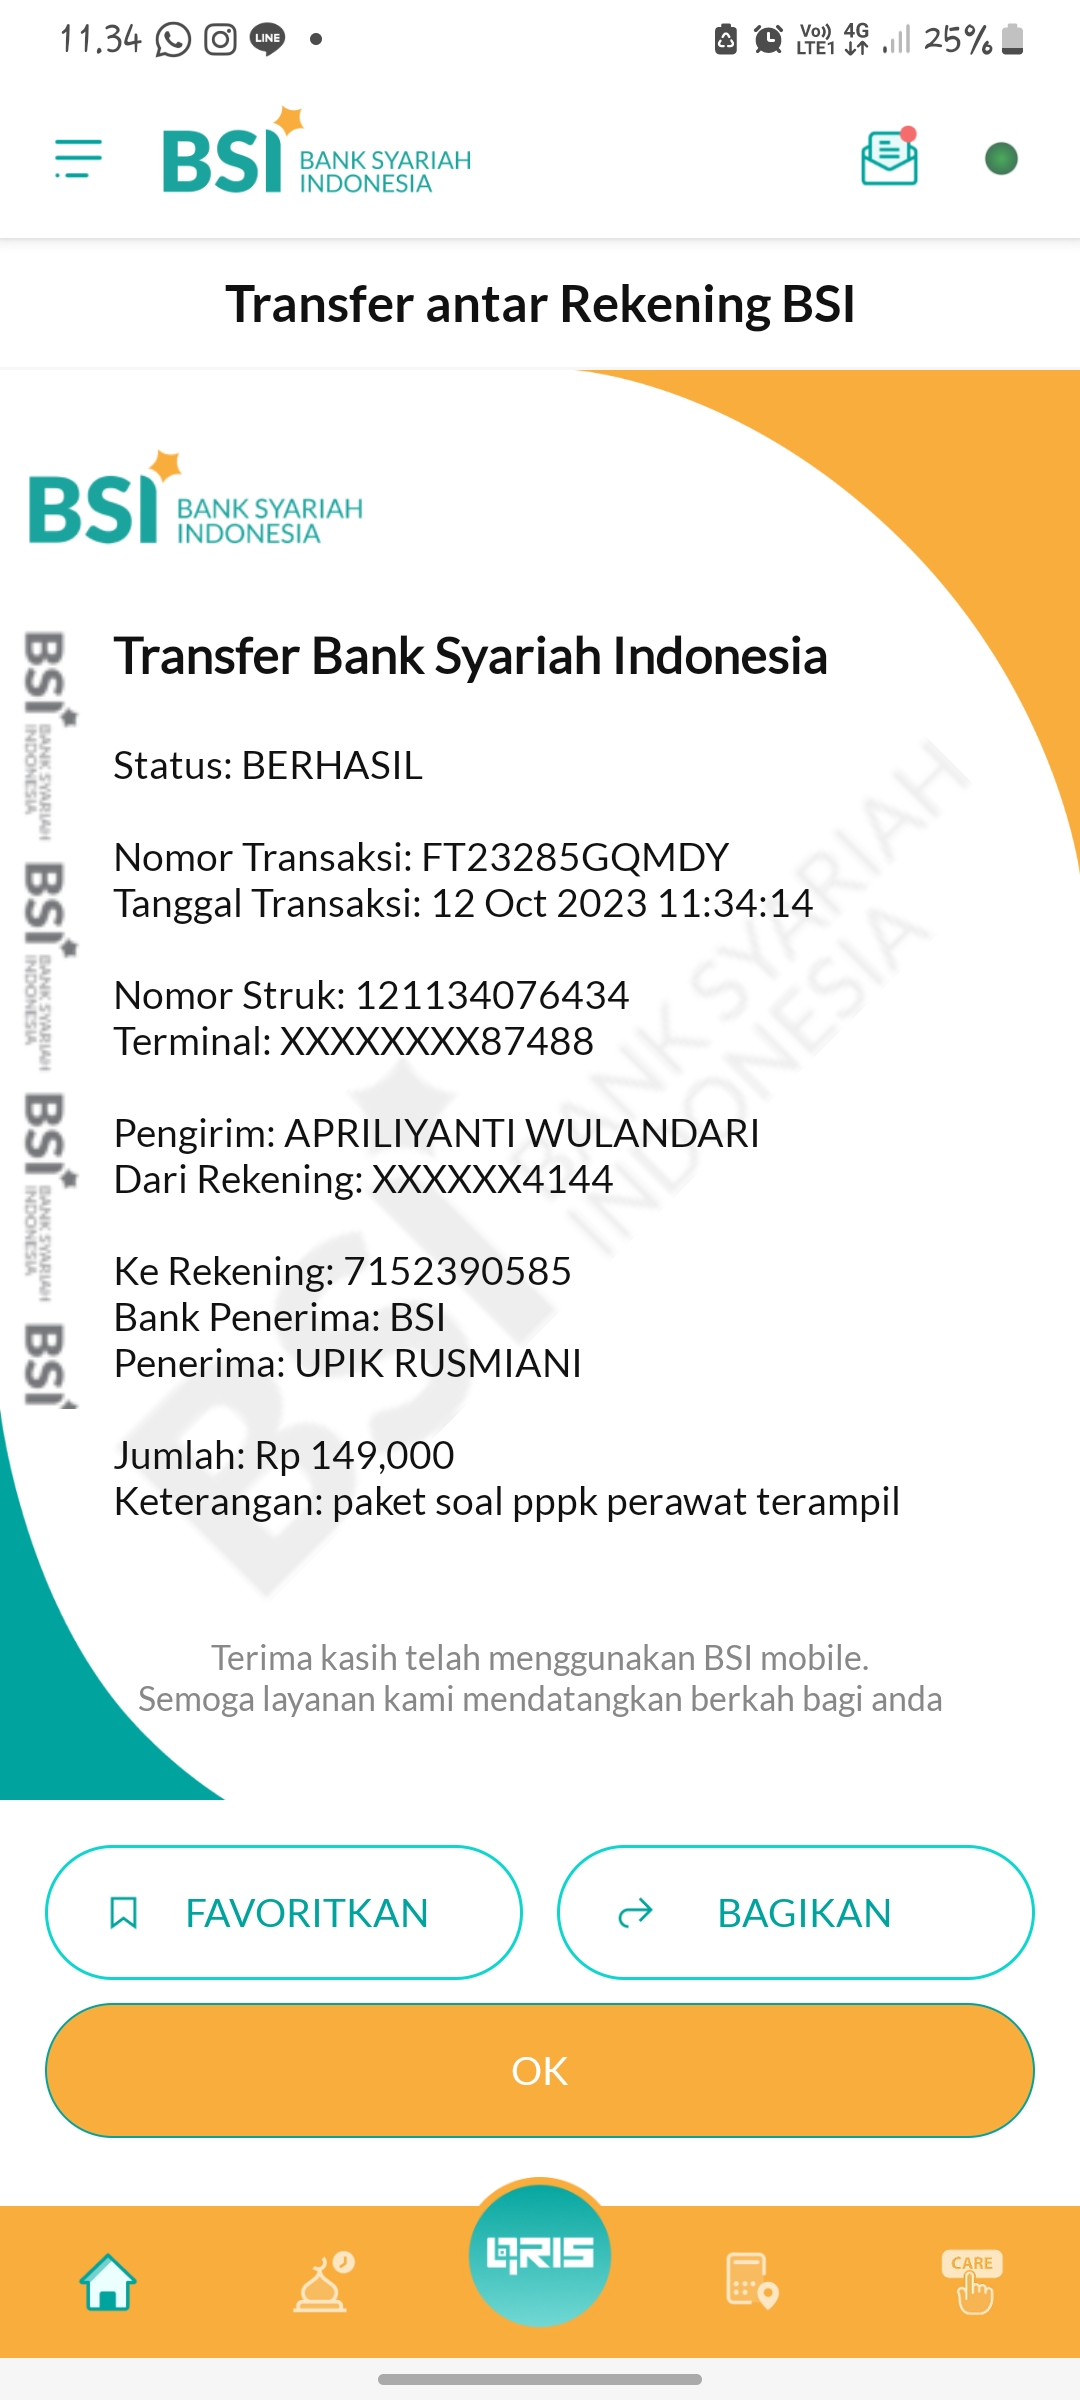 11.34
LINE
Vo)) LTE1 4G 25%
BSI BANK SYARIAH INDONESIA
Transfer antar Rekening BSI
BSI BANK SYARIAH INDONESIA
Transfer Bank Syariah Indonesia
Status: BERHASIL
Nomor Transaksi: FT23285GQMDY
Tanggal Transaksi: 12 Oct 2023 11:34:14
Nomor Struk: 121134076434
Terminal: XXXXXXXX87488
Pengirim: APRILIYANTI WULANDARI
Dari Rekening: XXXXXX4144
Ke Rekening: 7152390585
Bank Penerima: BSI
Penerima: UPIK RUSMIANI
Jumlah: Rp 149,000
Keterangan: paket soal pppk perawat terampil
BSI BANK SYARIAH INDONESIA
BSI BANK SYARIAH INDONESIA
BSI BANK SYARIAH INDONESIA
BSI
BSI BANK SYARIAH INDONESIA
Terima kasih telah menggunakan BSI mobile.
Semoga layanan kami mendatangkan berkah bagi anda
FAVORITKAN
BAGIKAN
OK
QRIS
CARE